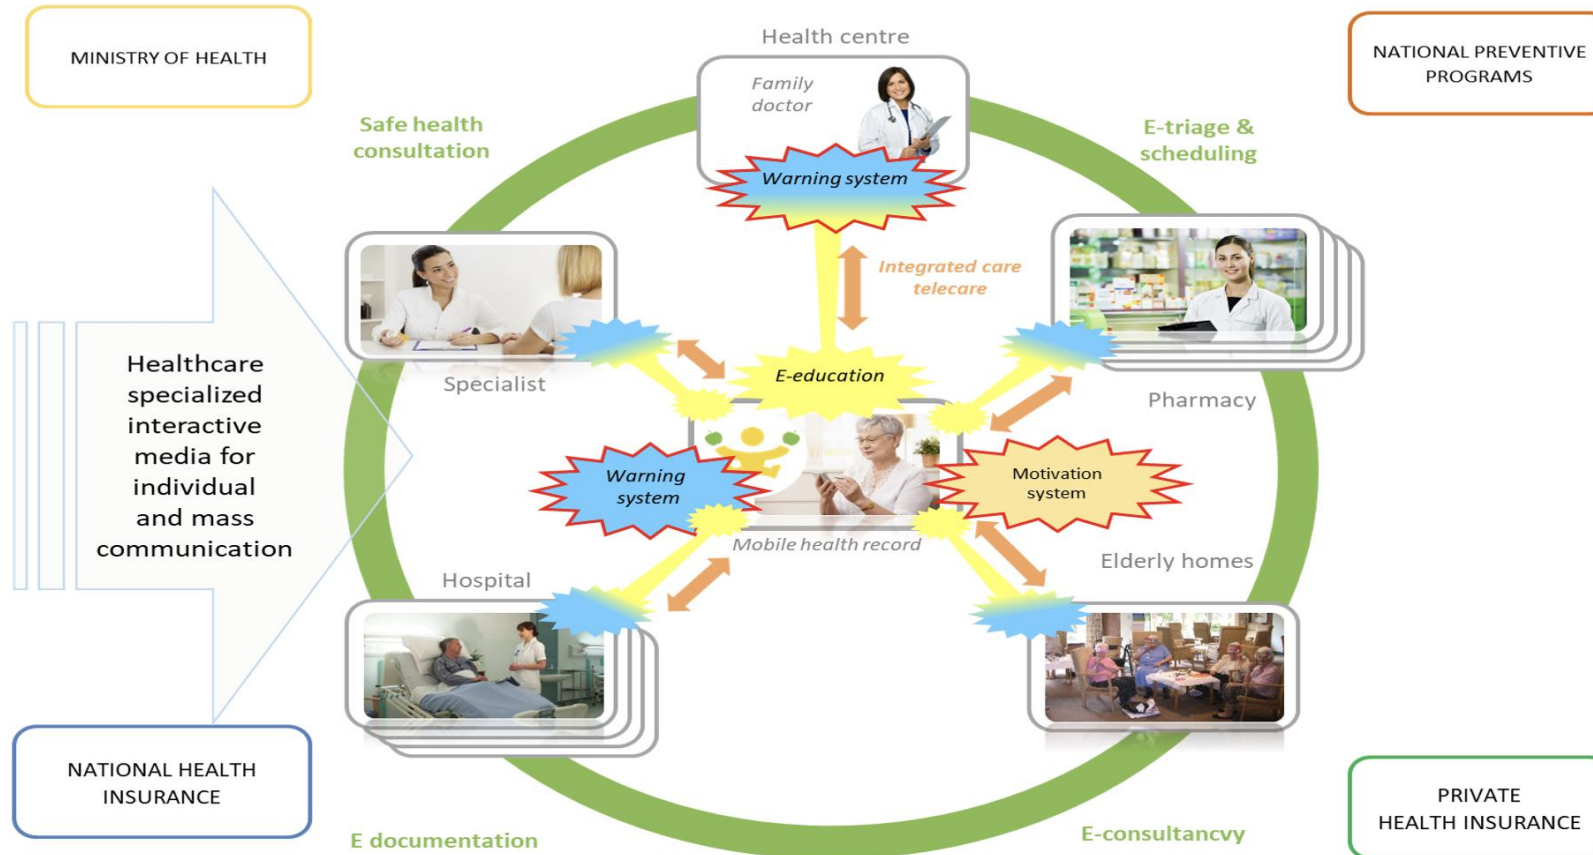 MINISTRY OF HEALTH
Health centre
NATIONAL PREVENTIVE
PROGRAMS
Family
doctor
Safe health
consultation
E-triage &
scheduling
Warning system
Integrated care
telecare
Healthcare
specialized
interactive
media for
individual
and mass
communication
Specialist
E-education
Pharmacy
Warning
system
Motivation
system
Mobile health record
Hospital
Elderly homes
NATIONAL HEALTH
INSURANCE
PRIVATE
HEALTH INSURANCE
E documentation
E-consultancvy